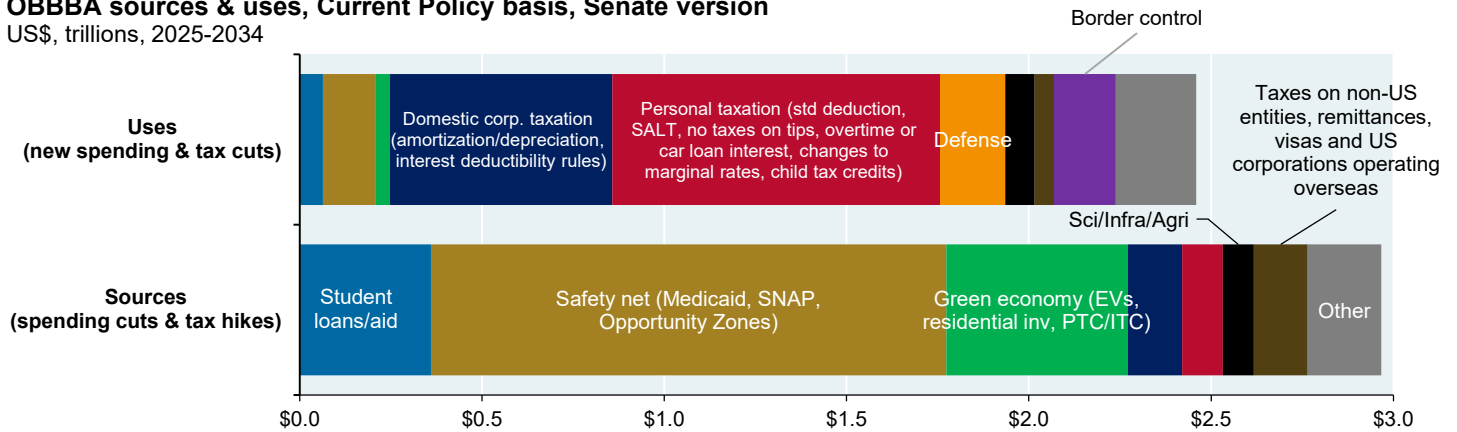 OBBBA sources & uses, Current Policy basis, Senate version
US$, trillions, 2025-2034
Border control
Uses
(new spending & tax cuts)
Domestic corp. taxation
(amortization/depreciation,
interest deductibility rules)
Personal taxation (std deduction,
SALT, no taxes on tips, overtime or
car loan interest, changes to
marginal rates, child tax credits)
Defense
Taxes on non-US
entities, remittances,
visas and US
corporations operating
overseas
Sci/Infra/Agri
Sources
(spending cuts & tax hikes)
Student
loans/aid
Safety net (Medicaid, SNAP,
Opportunity Zones)
Green economy (EVs,
residential inv, PTC/ITC)
Other
$0.0 $0.5 $1.0 $1.5 $2.0 $2.5 $3.0